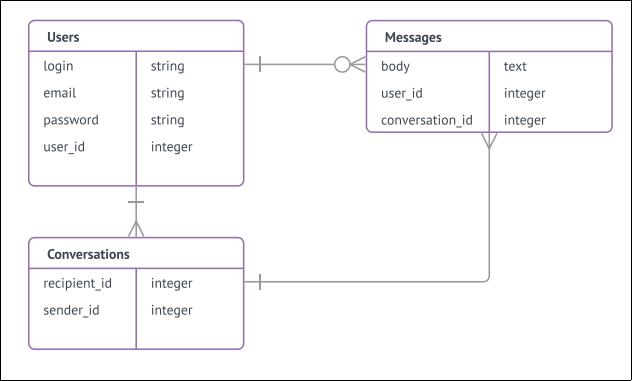 Users
login string
email string
password string
user_id integer
Messages
body text
user_id integer
conversation_id integer
Conversations
recipient_id integer
sender_id integer